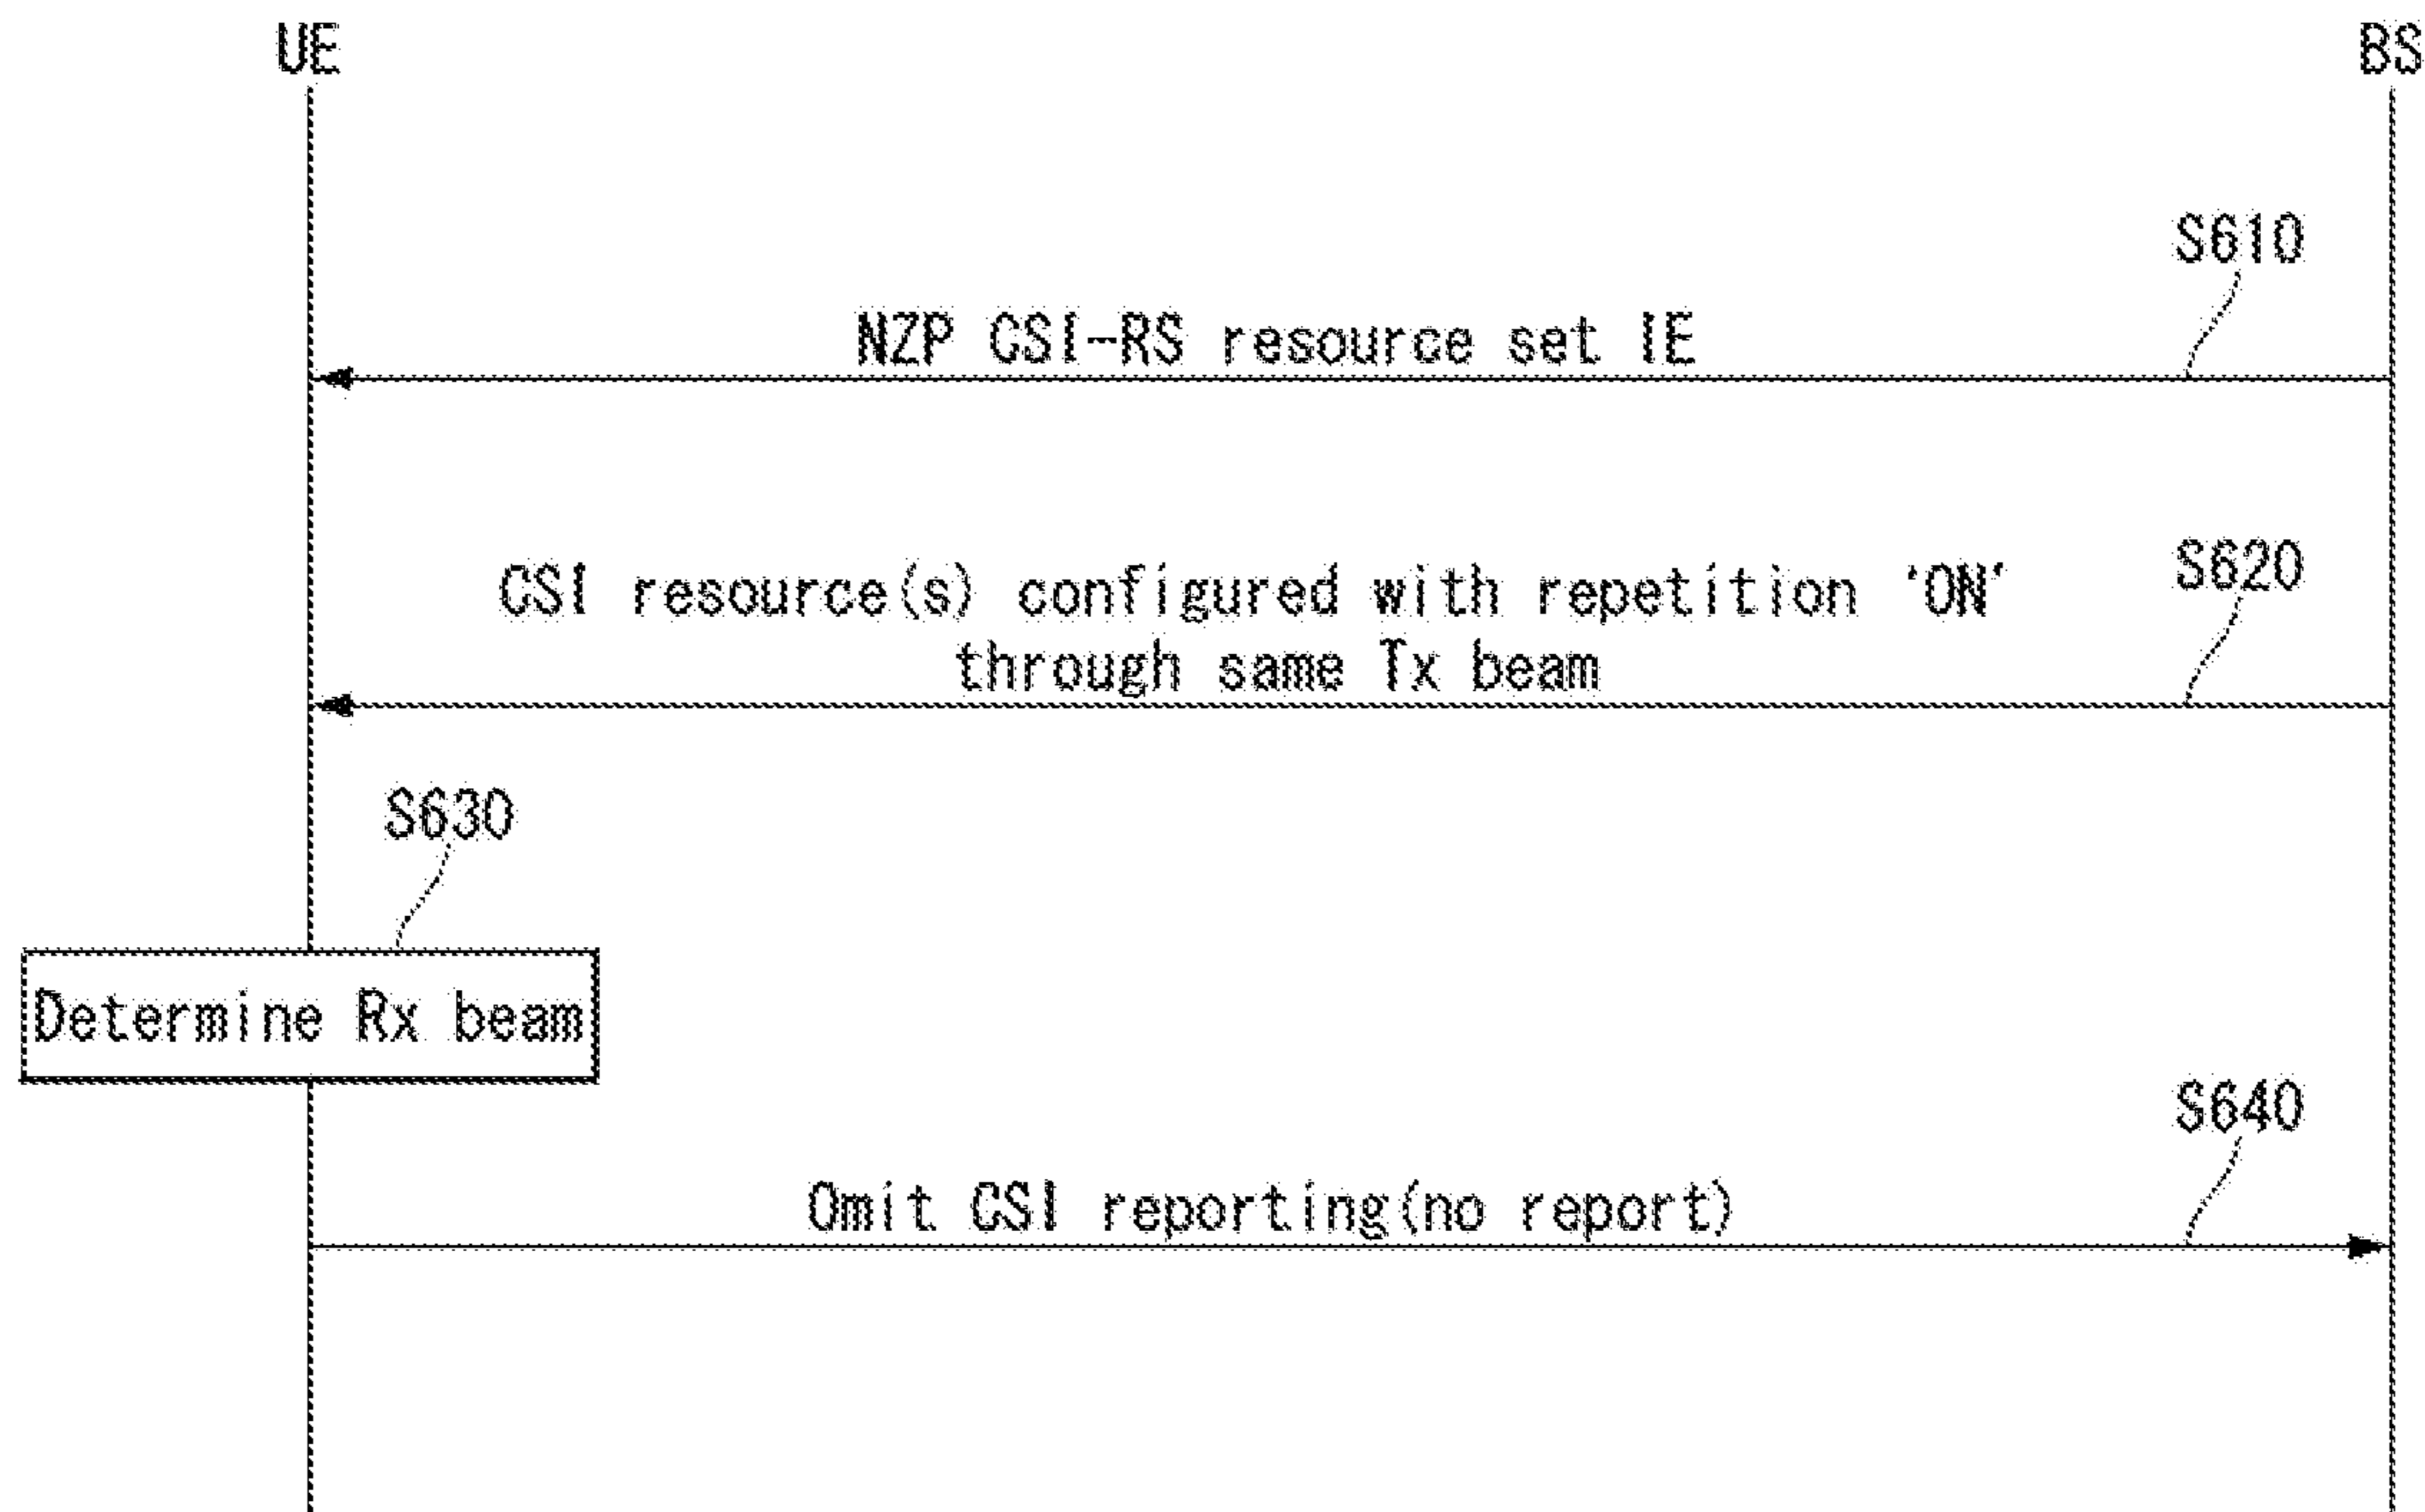 UE
BS
S610
NZP CSI-RS resource set IE
S620
CSI resource(s) configured with repetition ‘ON’
through same Tx beam
S630
Determine Rx beam
S640
Omit CSI reporting(no report)